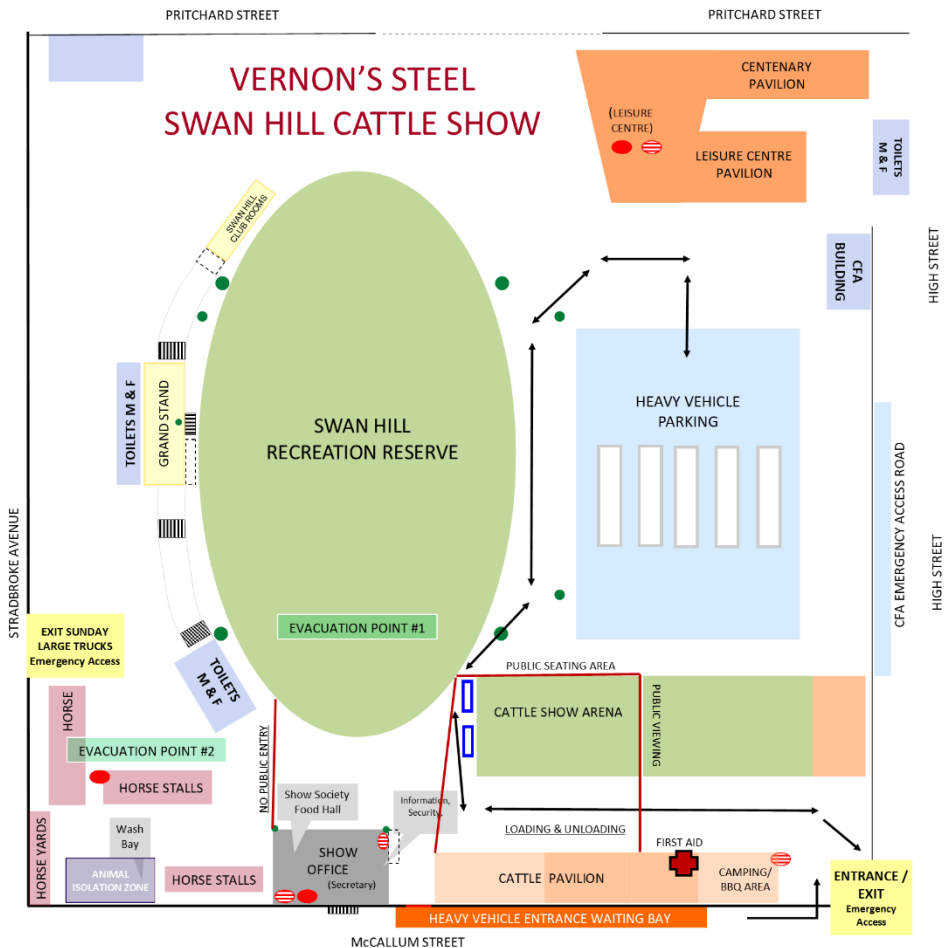 PRITCHARD STREET
PRITCHARD STREET
VERNON'S STEEL
SWAN HILL CATTLE SHOW
CENTENARY
PAVILION
(LEISURE
CENTRE)
LEISURE CENTRE
PAVILION
TOILETS
M & F
SWAN HILL
CLUB ROOMS
CFA
BUILDING
HIGH STREET
TOILETS M & F
GRAND STAND
SWAN HILL
RECREATION RESERVE
HEAVY VEHICLE
PARKING
STRADBROKE AVENUE
CFA EMERGENCY ACCESS ROAD
HIGH STREET
EXIT SUNDAY
LARGE TRUCKS
Emergency Access
EVACUATION POINT #1
TOILETS
M & F
PUBLIC SEATING AREA
HORSE
CATTLE SHOW ARENA
PUBLIC VIEWING
EVACUATION POINT #2
NO PUBLIC ENTRY
HORSE STALLS
Show Society
Food Hall
Information,
Security,
LOADING & UNLOADING
HORSE YARDS
Wash
Bay
ANIMAL
ISOLATION ZONE
HORSE STALLS
SHOW
OFFICE
(Secretary)
CATTLE PAVILION
FIRST AID
CAMPING/
BBQ AREA
ENTRANCE /
EXIT
Emergency
Access
HEAVY VEHICLE ENTRANCE WAITING BAY
McCALLUM STREET